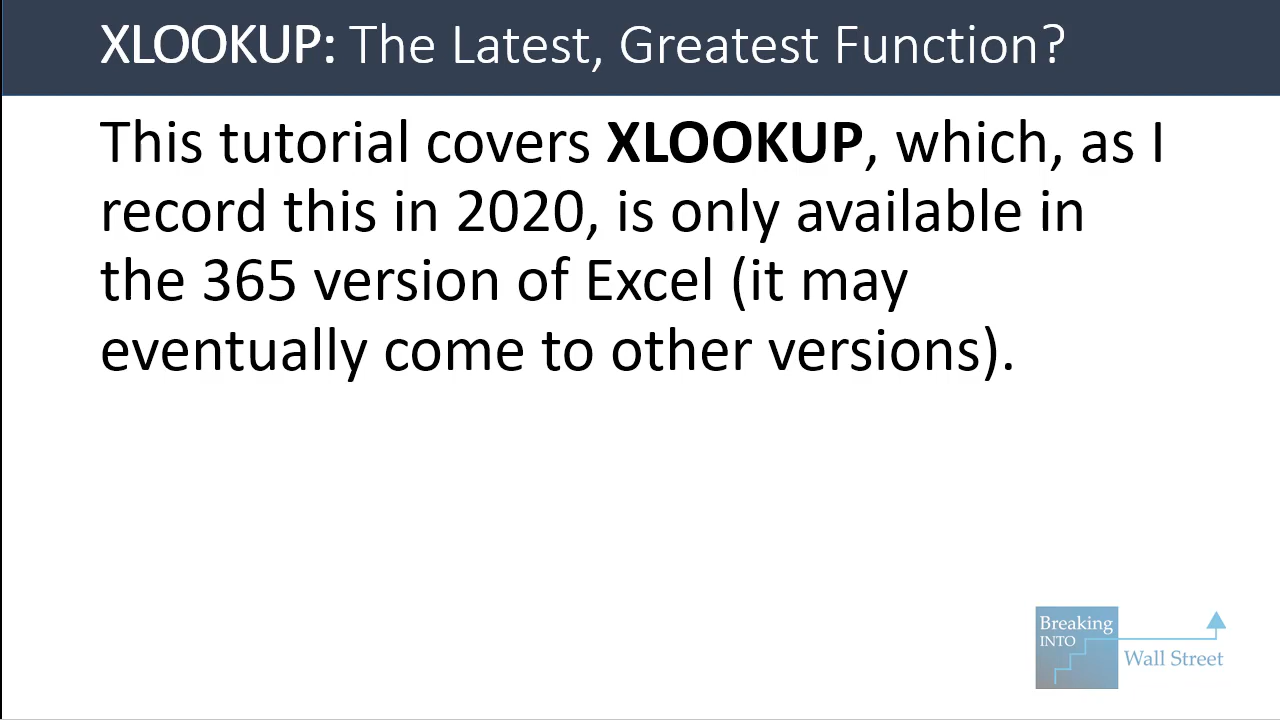 XLOOKUP: The Latest, Greatest Function?
This tutorial covers XLOOKUP, which, as I
record this in 2020, is only available in
the 365 version of Excel (it may
eventually come to other versions).
Breaking
INTO
Wall Street